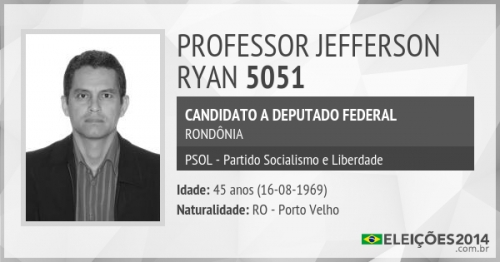 PROFESSOR JEFFERSON
RYAN 5051
CANDIDATO A DEPUTADO FEDERAL
RONDÔNIA
PSOL - Partido Socialismo e Liberdade
Idade: 45 anos (16-08-1969)
Naturalidade: RO - Porto Velho
ELEIÇÕES2014
.com.br